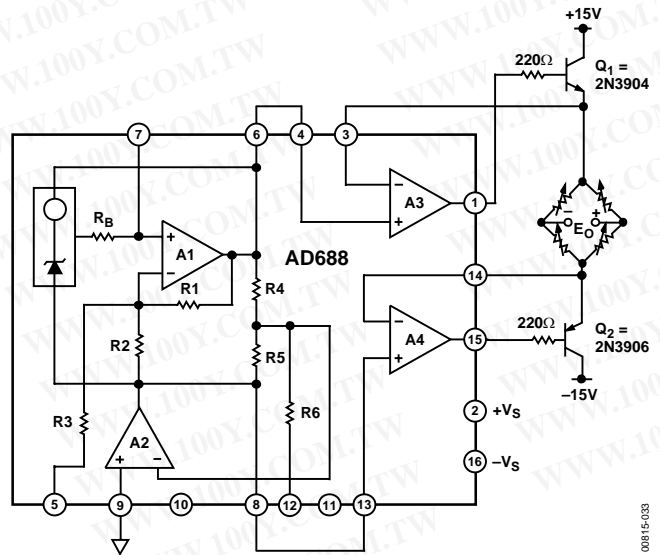 +15V
220Ω
Q1 =
2N3904
7
6
4
3
–
A3
+
1
RB
+
A1
–
AD688
– +
EO
R1
R4
14
–
A4
+
15
220Ω
Q2 =
2N3906
R2
R5
R3
R6
–15V
2
+VS
A2
+ –
16
–VS
5
9
10
8
12
11
13
00815-033
WWW.100Y.COM.TW